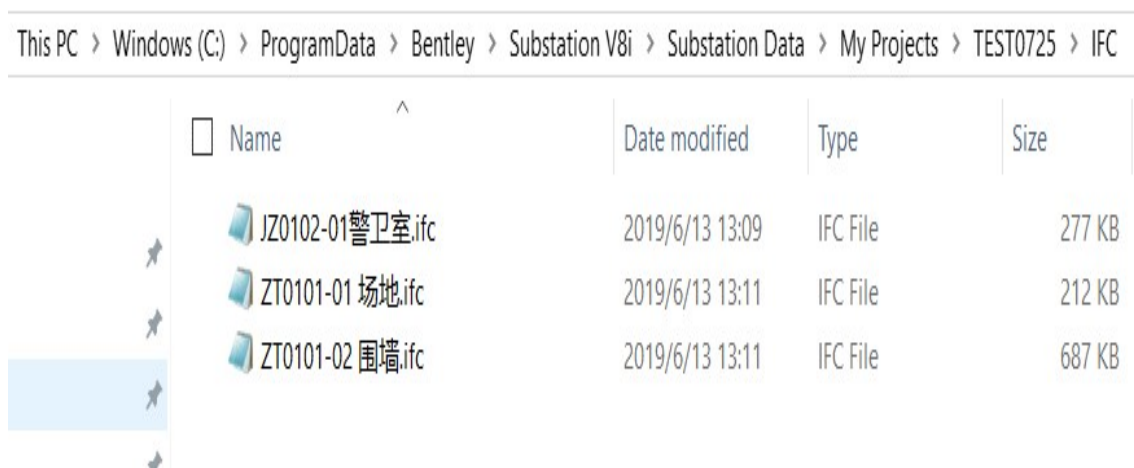 This PC > Windows (C:) > ProgramData > Bentley > Substation V8i > Substation Data > My Projects > TEST0725 > IFC
Name Date modified Type Size
JZ0102-01警卫室.ifc 2019/6/13 13:09 IFC File 277 KB
ZT0101-01 场地.ifc 2019/6/13 13:11 IFC File 212 KB
ZT0101-02 围墙.ifc 2019/6/13 13:11 IFC File 687 KB